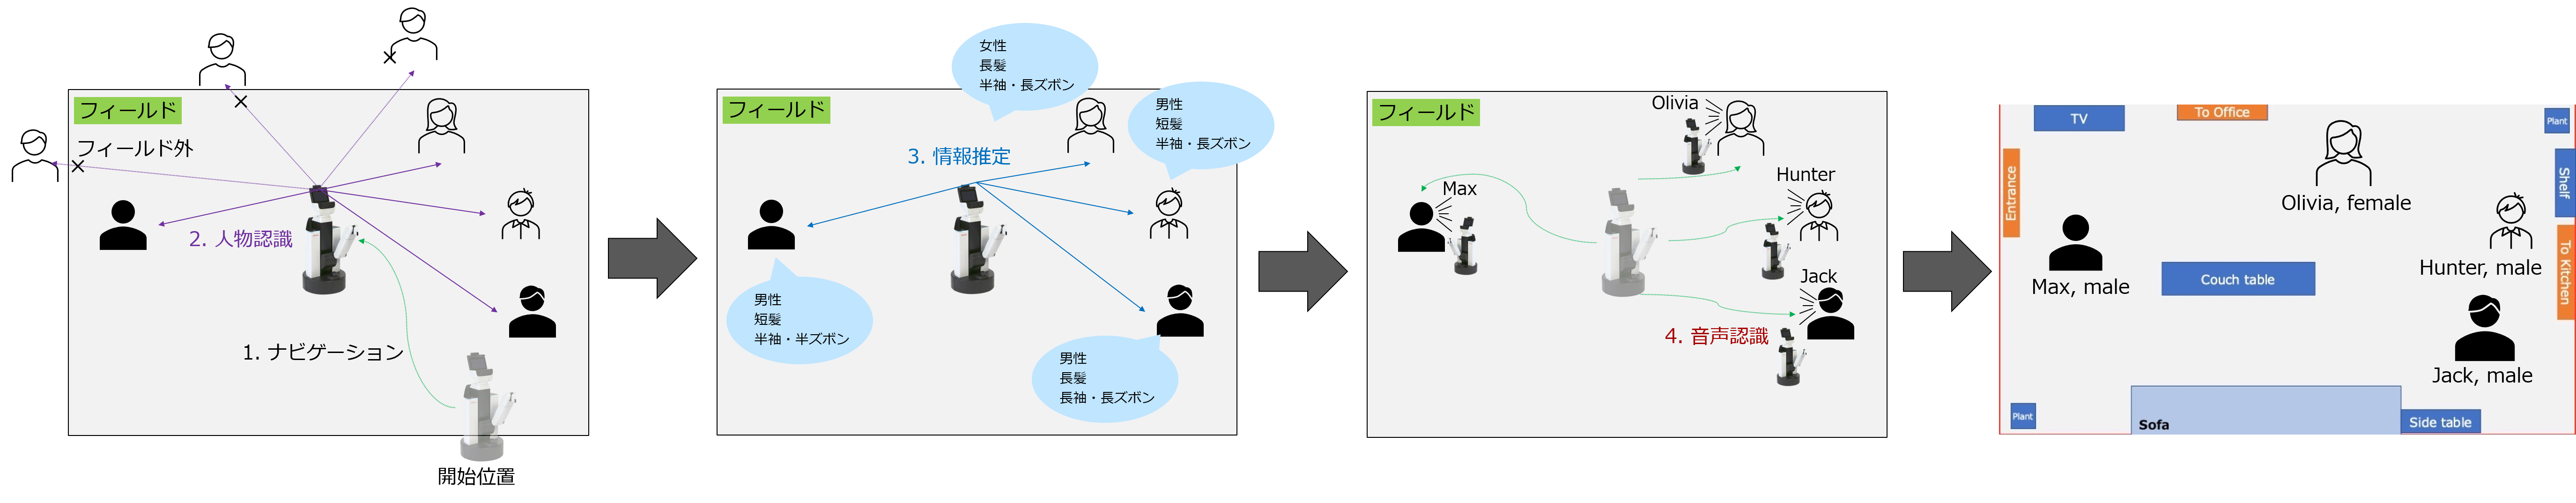 フィールド
フィールド外
2. 人物認識
1. ナビゲーション
開始位置
フィールド
女性
長髪
半袖・長ズボン
男性
短髪
半袖・長ズボン
3. 情報推定
男性
短髪
半袖・半ズボン
男性
長髪
長袖・長ズボン
フィールド
Olivia
Hunter
Max
Jack
4. 音声認識
TV
To Office
Plant
Entrance
Shelf
Olivia, female
To Kitchen
Hunter, male
Max, male
Couch table
Jack, male
Plant
Sofa
Side table